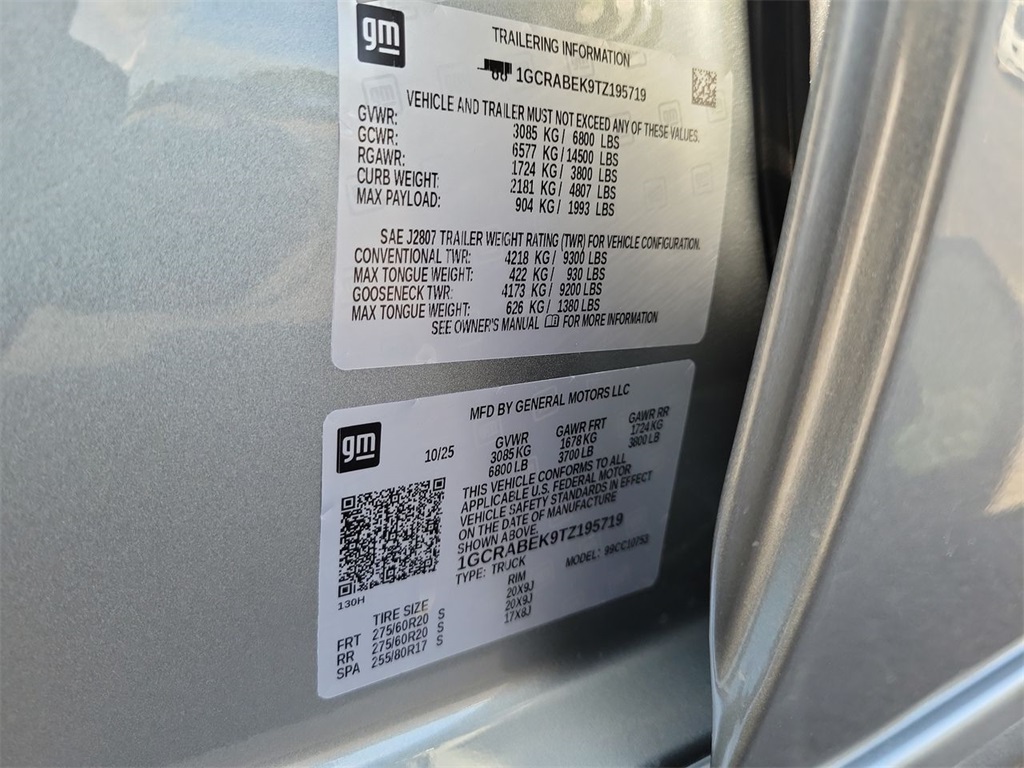 gm
TRAILERING INFORMATION
1GCRABEK9TZ195719
VEHICLE AND TRAILER MUST NOT EXCEED ANY OF THESE VALUES.
GVWR: 3085 KG / 6800 LBS
GCWR: 6577 KG / 14500 LBS
RGAWR: 1724 KG / 3800 LBS
CURB WEIGHT: 2181 KG / 4807 LBS
MAX PAYLOAD: 904 KG / 1993 LBS
SAE J2807 TRAILER WEIGHT RATING (TWR) FOR VEHICLE CONFIGURATION.
CONVENTIONAL TWR: 4218 KG / 9300 LBS
MAX TONGUE WEIGHT: 422 KG / 930 LBS
GOOSENECK TWR: 4173 KG / 9200 LBS
MAX TONGUE WEIGHT: 626 KG / 1380 LBS
SEE OWNER'S MANUAL FOR MORE INFORMATION
gm
MFD BY GENERAL MOTORS LLC
10/25 GVWR GAWR FRT GAWR RR
3085 KG 1678 KG 1724 KG
6800 LB 3700 LB 3800 LB
THIS VEHICLE CONFORMS TO ALL
APPLICABLE U.S. FEDERAL MOTOR
VEHICLE SAFETY STANDARDS IN EFFECT
ON THE DATE OF MANUFACTURE
SHOWN ABOVE.
1GCRABEK9TZ195719
TYPE: TRUCK MODEL: 99CC10753
130H
TIRE SIZE RIM
FRT 275/60R20 S 20X9J
RR 275/60R20 S 20X9J
SPA 255/80R17 S 17X8J